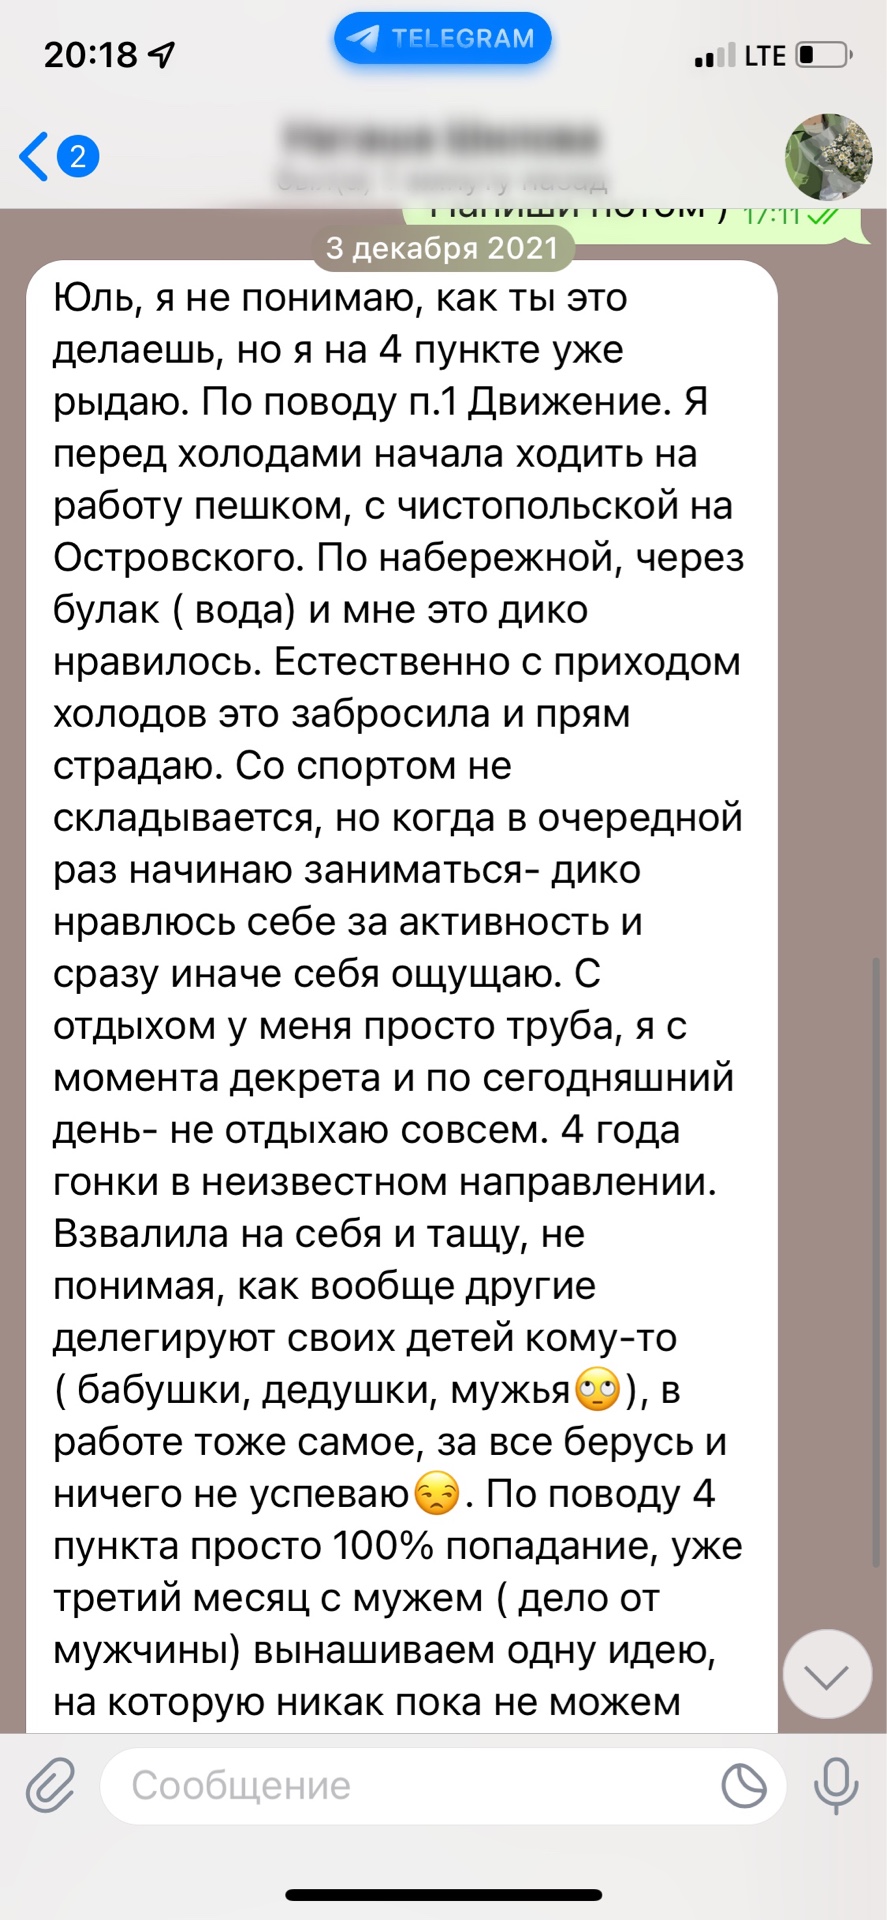 20:18
TELEGRAM
LTE
2
17:11
3 декабря 2021
Юль, я не понимаю, как ты это
делаешь, но я на 4 пункте уже
рыдаю. По поводу п.1 Движение. Я
перед холодами начала ходить на
работу пешком, с чистопольской на
Островского. По набережной, через
булак ( вода) и мне это дико
нравилось. Естественно с приходом
холодов это забросила и прям
страдаю. Со спортом не
складывается, но когда в очередной
раз начинаю заниматься- дико
нравлюсь себе за активность и
сразу иначе себя ощущаю. С
отдыхом у меня просто труба, я с
момента декрета и по сегодняшний
день- не отдыхаю совсем. 4 года
гонки в неизвестном направлении.
Взвалила на себя и тащу, не
понимая, как вообще другие
делегируют своих детей кому-то
( бабушки, дедушки, мужья🙄), в
работе тоже самое, за все берусь и
ничего не успеваю😒. По поводу 4
пункта просто 100% попадание, уже
третий месяц с мужем ( дело от
мужчины) вынашиваем одну идею,
на которую никак пока не можем
Сообщение